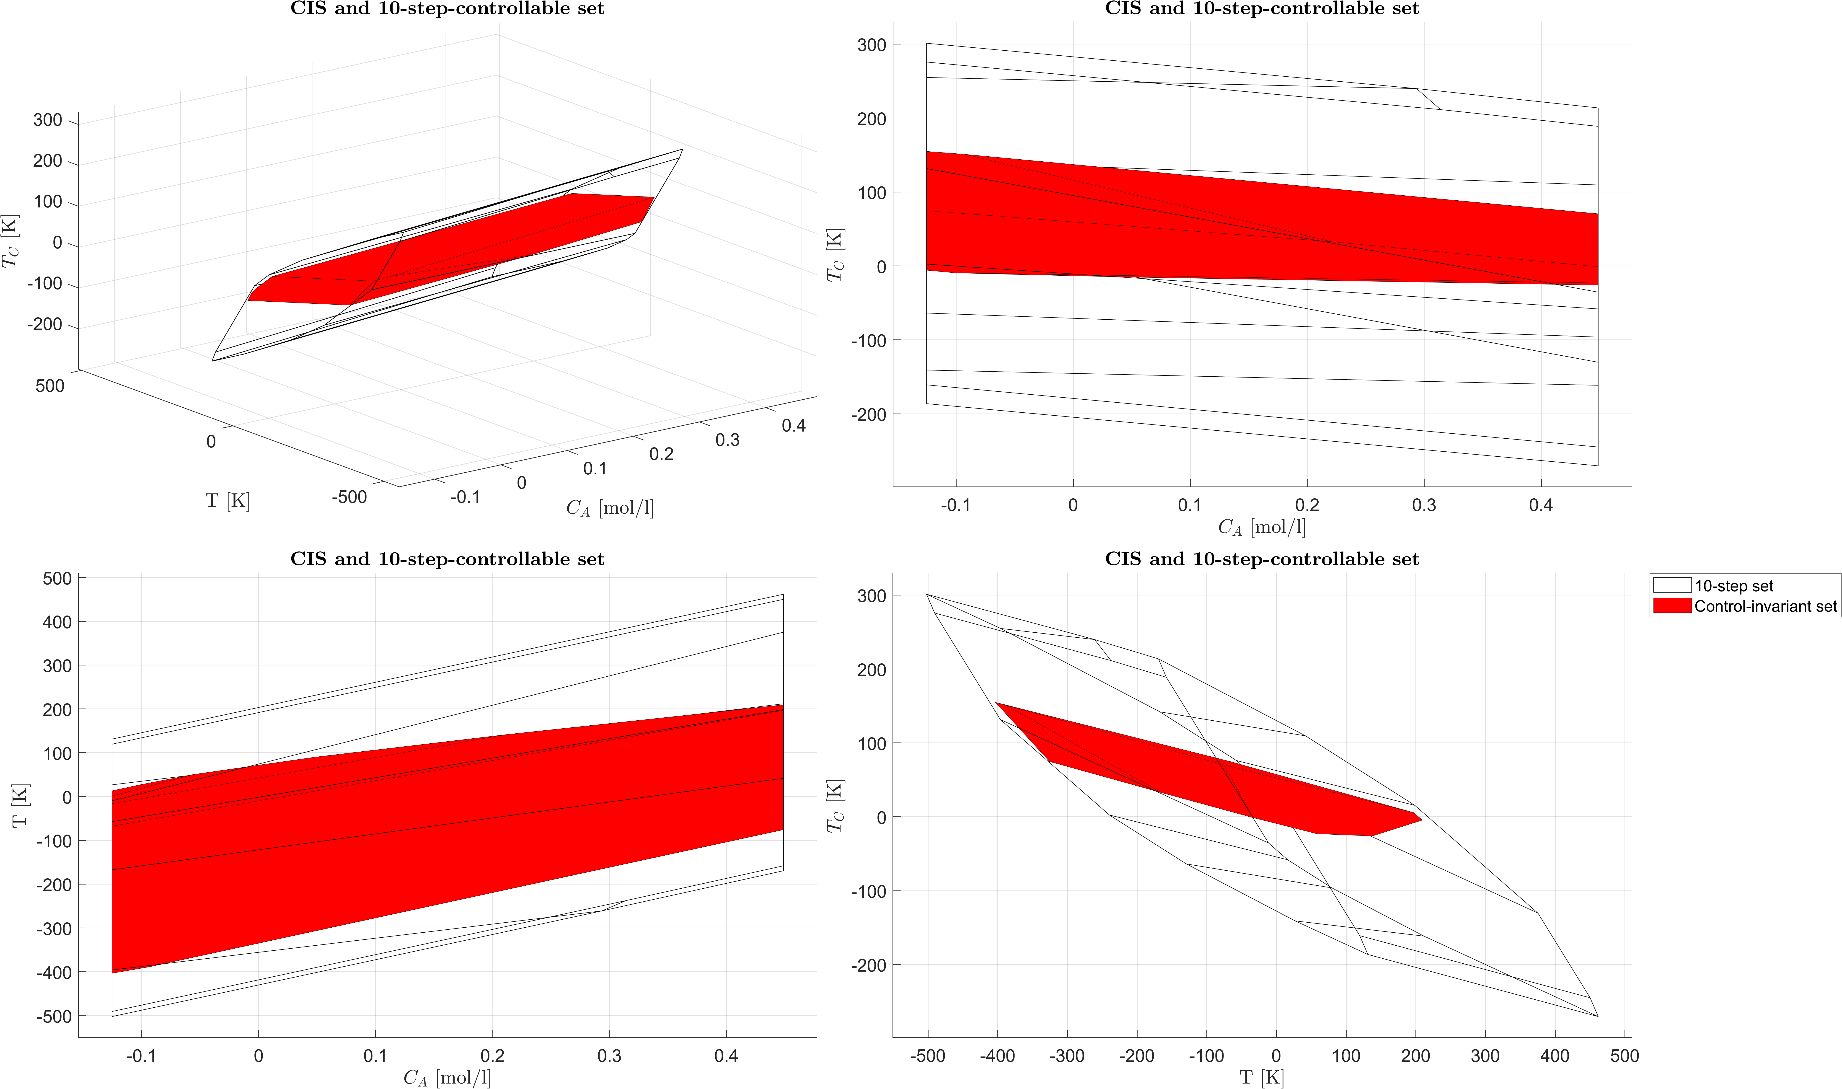 CIS and 10-step-controllable set
300
200
100
0
-100
-200
T_C [K]
500
0
-500
T [K]
-0.1
0
0.1
0.2
0.3
0.4
C_A [mol/l]
CIS and 10-step-controllable set
300
200
100
0
-100
-200
T_C [K]
-0.1 0 0.1 0.2 0.3 0.4
C_A [mol/l]
CIS and 10-step-controllable set
500
400
300
200
100
0
-100
-200
-300
-400
-500
T [K]
-0.1 0 0.1 0.2 0.3 0.4
C_A [mol/l]
CIS and 10-step-controllable set
300
200
100
0
-100
-200
T_C [K]
-500 -400 -300 -200 -100 0 100 200 300 400 500
T [K]
10-step set
Control-invariant set